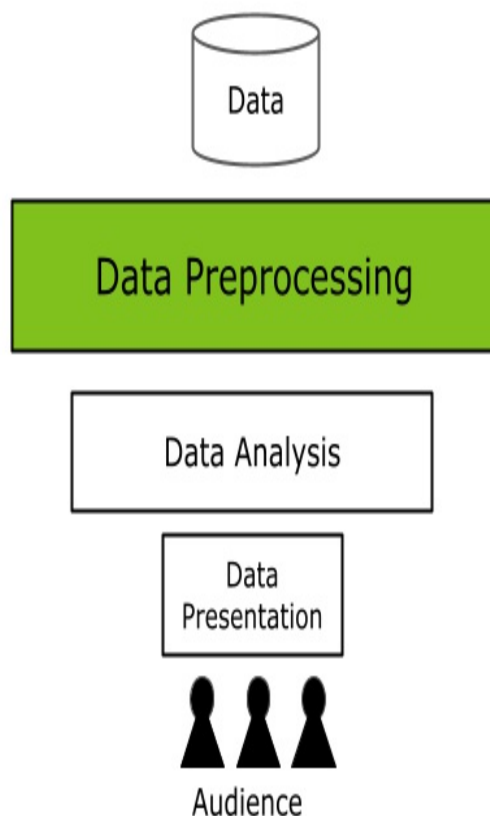 Data
Data Preprocessing
Data Analysis
Data
Presentation
Audience